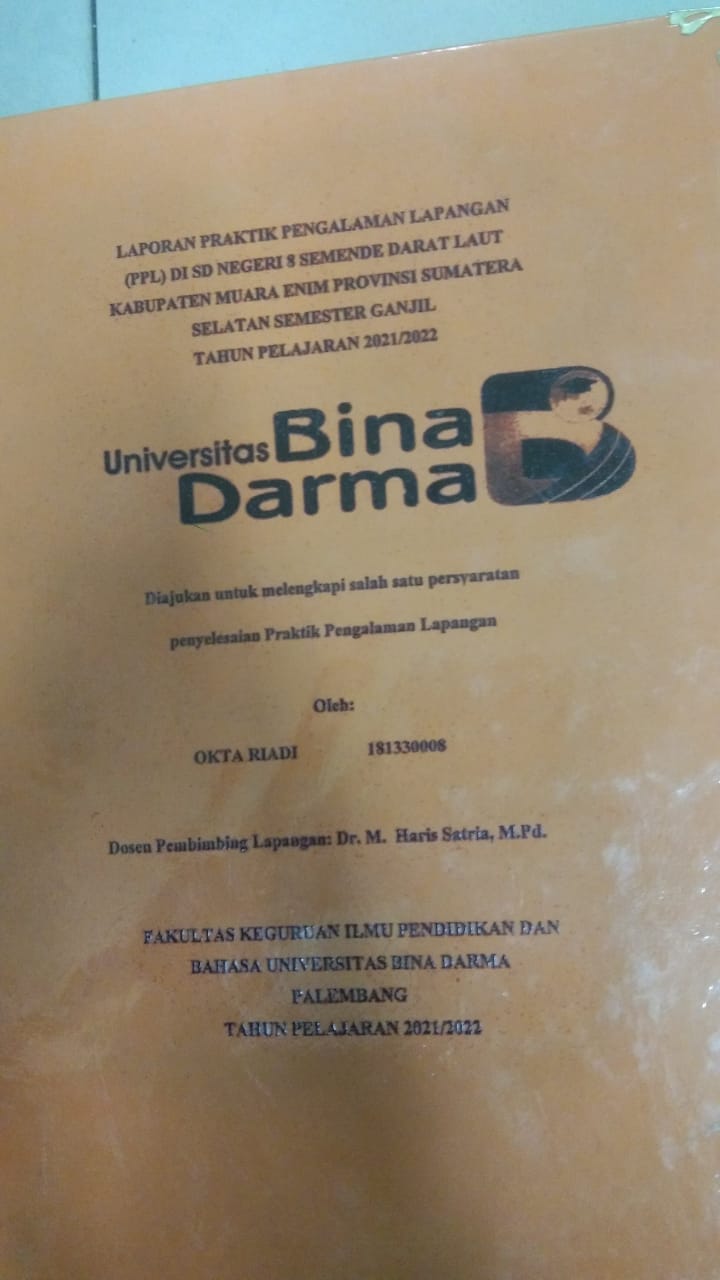 LAPORAN PRAKTIK PENGALAMAN LAPANGAN
(PPL) DI SD NEGERI 8 SEMENDE DARAT LAUT
KABUPATEN MUARA ENIM PROVINSI SUMATERA
SELATAN SEMESTER GANJIL
TAHUN PELAJARAN 2021/2022
Universitas Bina
Darma
Diajukan untuk melengkapi salah satu persyaratan
penyelesaian Praktik Pengalaman Lapangan
Oleh:
OKTA RIADI 181330008
Dosen Pembimbing Lapangan: Dr. M. Haris Satria, M.Pd.
FAKULTAS KEGURUAN ILMU PENDIDIKAN DAN
BAHASA UNIVERSITAS BINA DARMA
PALEMBANG
TAHUN PELAJARAN 2021/2022